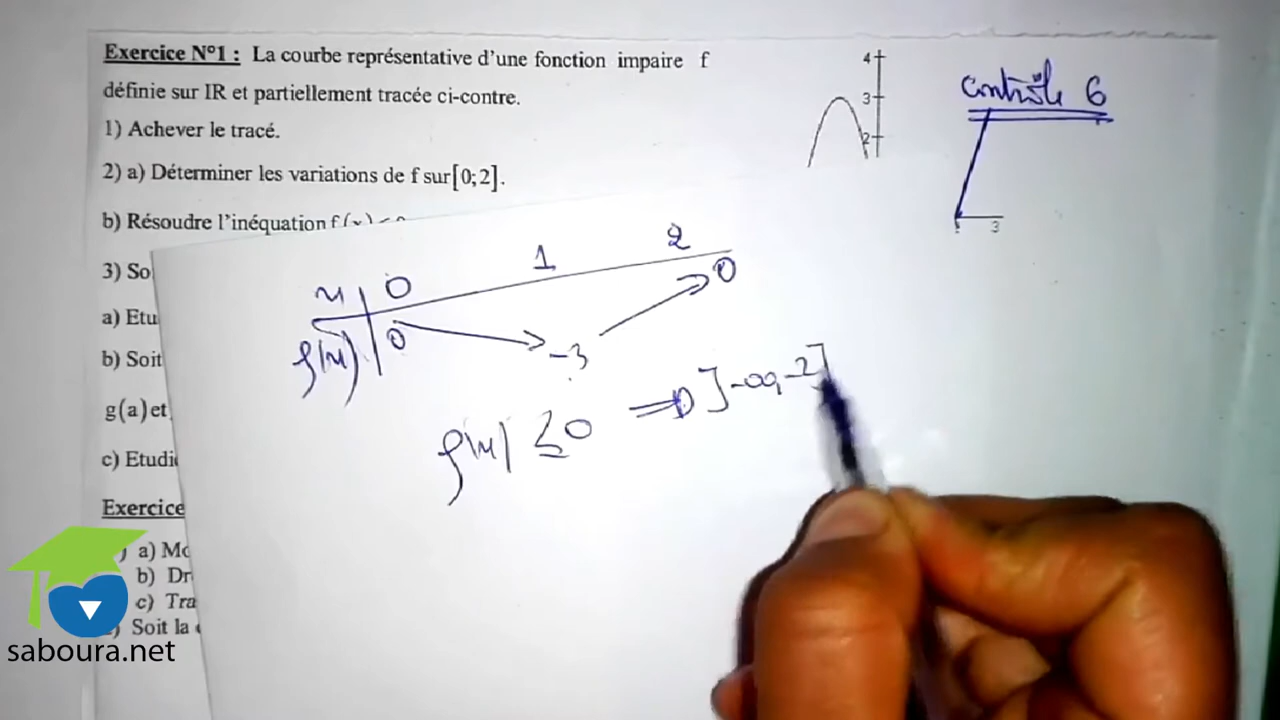 Exercice N°1 : La courbe représentative d'une fonction impaire f
définie sur IR et partiellement tracée ci-contre.
1) Achever le tracé.
2) a) Déterminer les variations de f sur [0;2].
b) Résoudre l'inéquation f(x) ≤ 0
3) So
a) Etu
b) Soit
g(a) et
c) Etudi
Exercice
) a) Mo
b) Dr
c) Tra
) Soit la
4
3
2
3
Contrôle 6
x 0 1 2
f(x) 0 -3 0
f(x) ≤ 0 ⇒ ]-∞, -2]
saboura.net